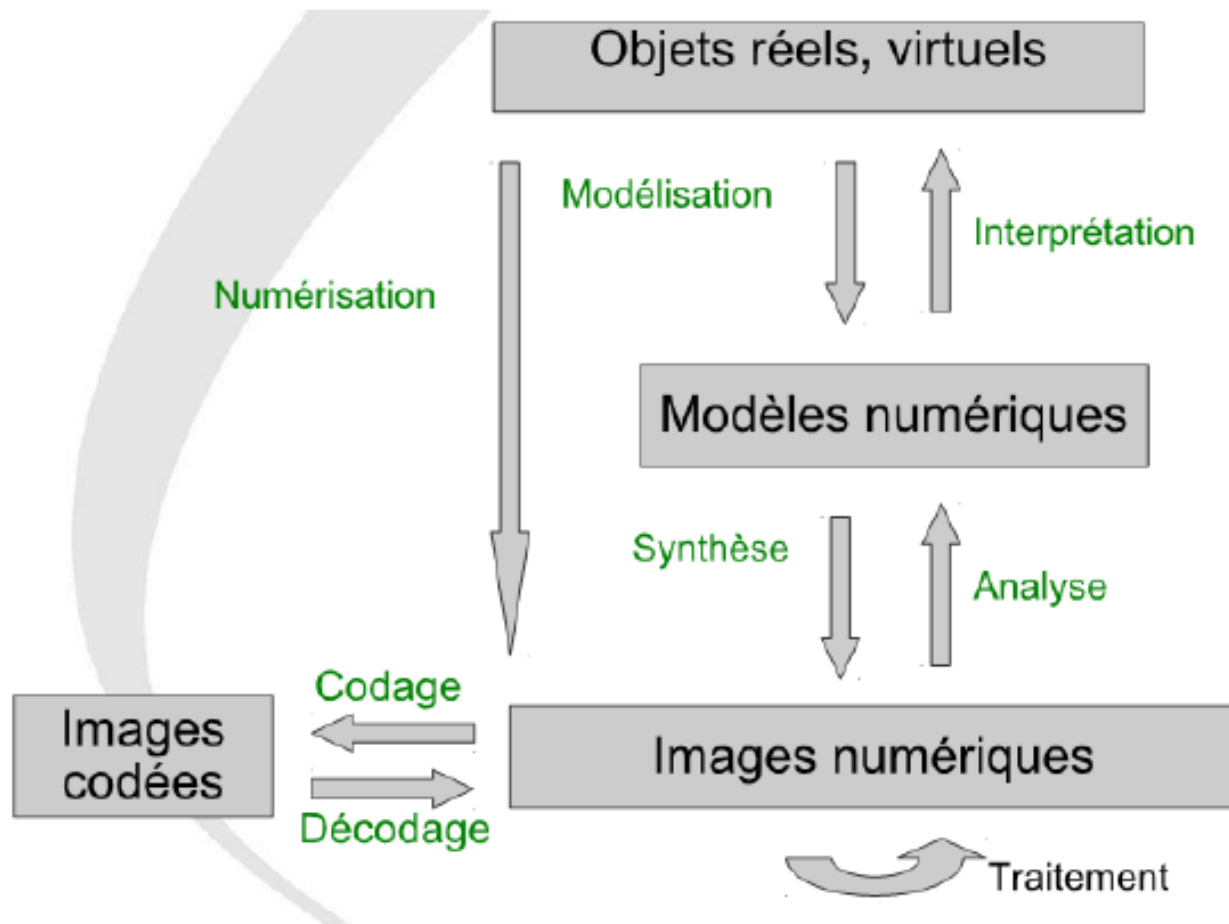 Objets réels, virtuels
Modélisation
Interprétation
Numérisation
Modèles numériques
Synthèse
Analyse
Codage
Images
codées
Images numériques
Décodage
Traitement